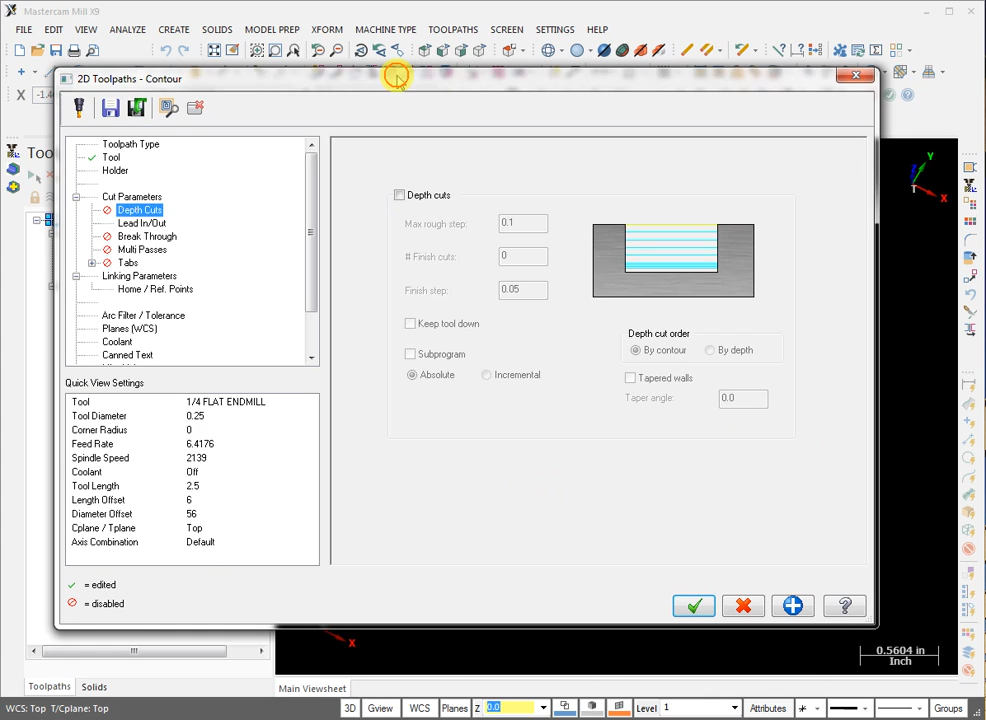 Mastercam Mill X9
FILE EDIT VIEW ANALYZE CREATE SOLIDS MODEL PREP XFORM MACHINE TYPE TOOLPATHS SCREEN SETTINGS HELP
2D Toolpaths - Contour
Toolpath Type
Tool
Holder
Cut Parameters
Depth Cuts
Lead In/Out
Break Through
Multi Passes
Tabs
Linking Parameters
Home / Ref. Points
Arc Filter / Tolerance
Planes (WCS)
Coolant
Canned Text
Quick View Settings
Tool 1/4 FLAT ENDMILL
Tool Diameter 0.25
Corner Radius 0
Feed Rate 6.4176
Spindle Speed 2139
Coolant Off
Tool Length 2.5
Length Offset 6
Diameter Offset 56
Cplane / Tplane Top
Axis Combination Default
= edited
= disabled
Depth cuts
Max rough step: 0.1
# Finish cuts: 0
Finish step: 0.05
Keep tool down
Subprogram
Absolute Incremental
Depth cut order
By contour By depth
Tapered walls
Taper angle: 0.0
Y
T
X
X
0.5604 in
Inch
Toolpaths Solids
Main Viewsheet
WCS: Top T/Cplane: Top
3D Gview WCS Planes Z 0.0 Level 1 Attributes Groups